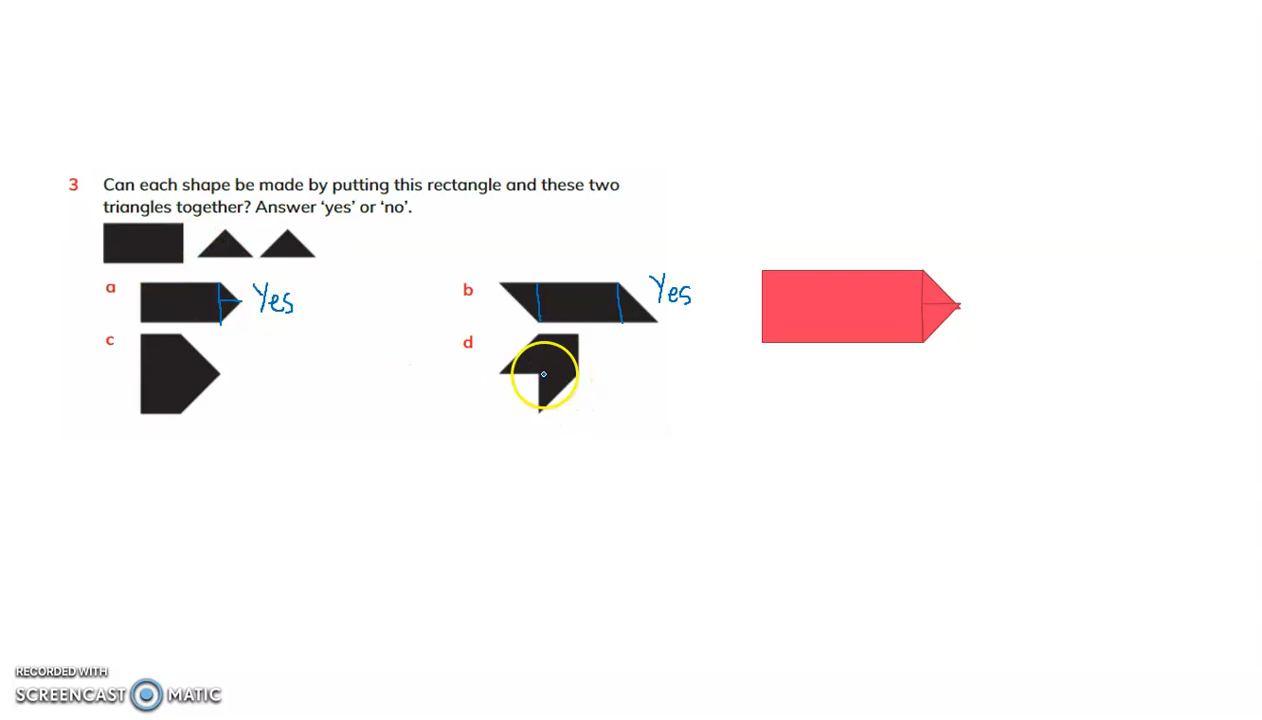 3 Can each shape be made by putting this rectangle and these two
triangles together? Answer ‘yes’ or ‘no’.
a Yes
b Yes
c
d
RECORDED WITH
SCREENCAST MATIC